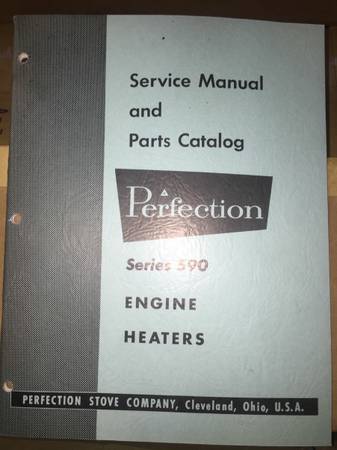 Service Manual
and
Parts Catalog
Perfection
Series 590
ENGINE
HEATERS
PERFECTION STOVE COMPANY, Cleveland, Ohio, U.S.A.